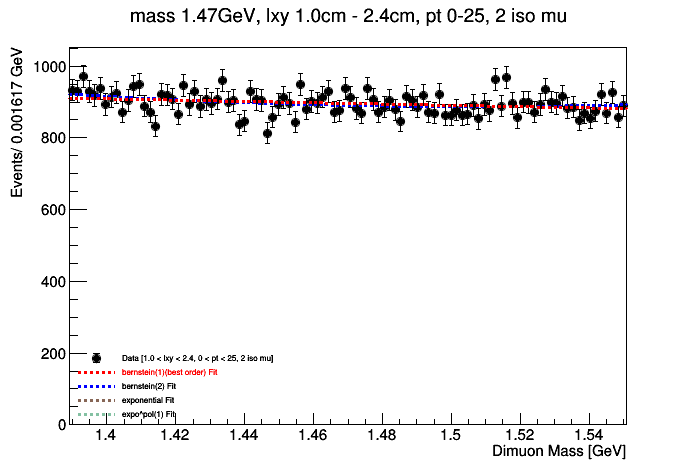 mass 1.47GeV, lxy 1.0cm - 2.4cm, pt 0-25, 2 iso mu
Events/ 0.001617 GeV
1000
800
600
400
200
0
Data [1.0 < lxy < 2.4, 0 < pt < 25, 2 iso mu]
bernstein(1)(best order) Fit
bernstein(2) Fit
exponential Fit
expo*pol(1) Fit
1.4 1.42 1.44 1.46 1.48 1.5 1.52 1.54
Dimuon Mass [GeV]